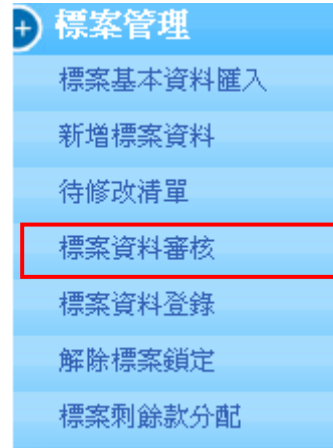 標案管理
標案基本資料匯入
新增標案資料
待修改清單
標案資料審核
標案資料登錄
解除標案鎖定
標案剩餘款分配